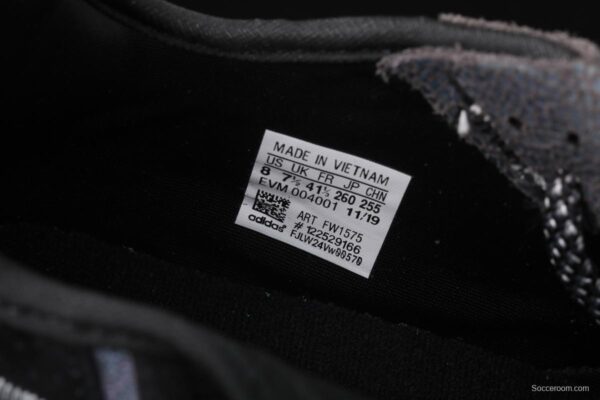 MADE IN VIETNAM
US UK FR JP CHN
8 7½ 41⅓ 260 255
EVM 004001 11/19
ART FW1575
# 122529166
FJLW24Vw00570
adidas
Socceroom.com